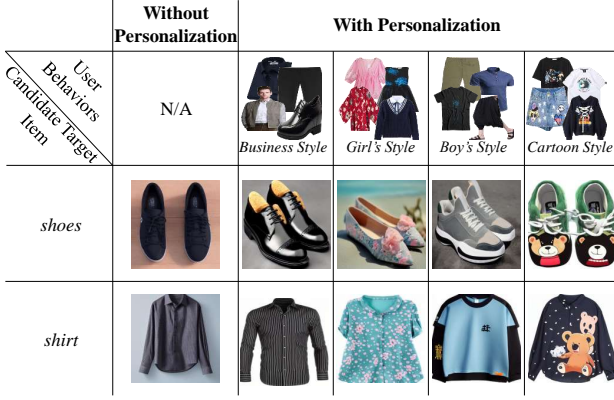 Without
Personalization
With Personalization
User
Behaviors
Candidate Target
Item
N/A
Business Style
Girl's Style
Boy's Style
Cartoon Style
shoes
shirt